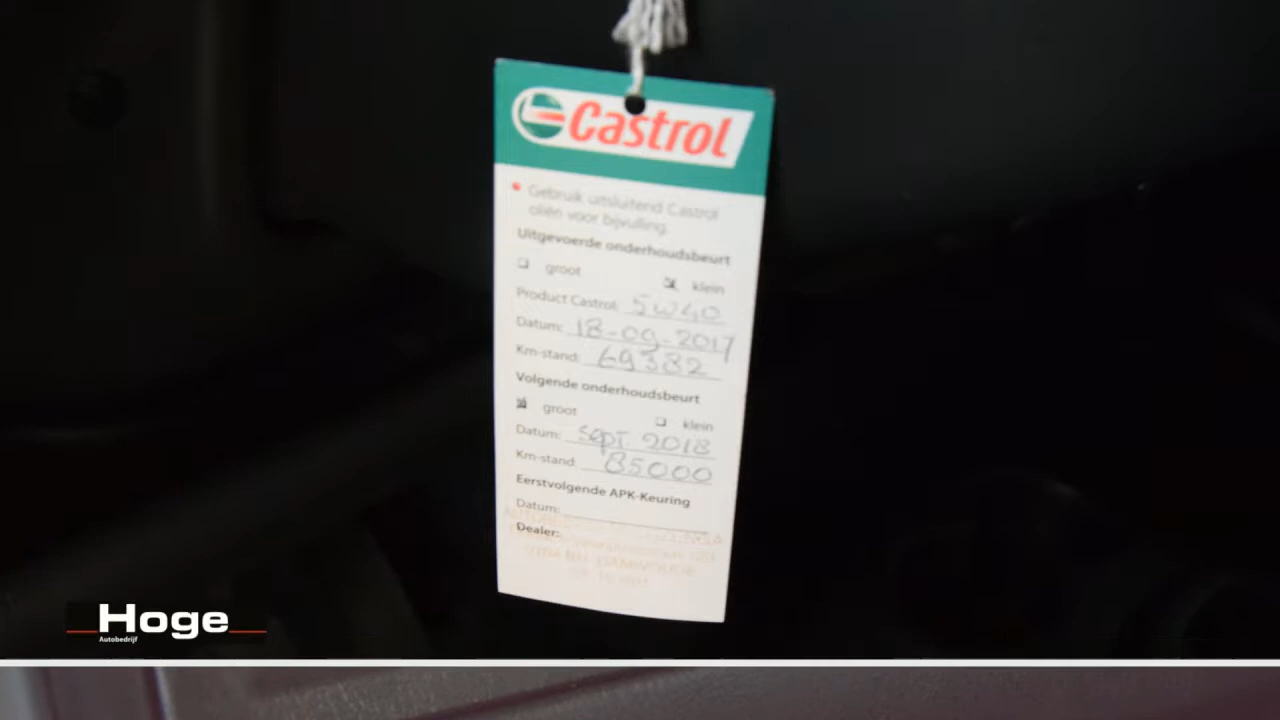 Castrol
Gebruik uitsluitend Castrol
oliën voor bijvulling.
Uitgevoerde onderhoudsbeurt
groot klein
Product Castrol: 5W40
Datum: 18-09-2017
Km-stand: 69382
Volgende onderhoudsbeurt
groot klein
Datum: sept. 2018
Km-stand: 85000
Eerstvolgende APK-Keuring
Datum:
Dealer:
Hoge
Autobedrijf